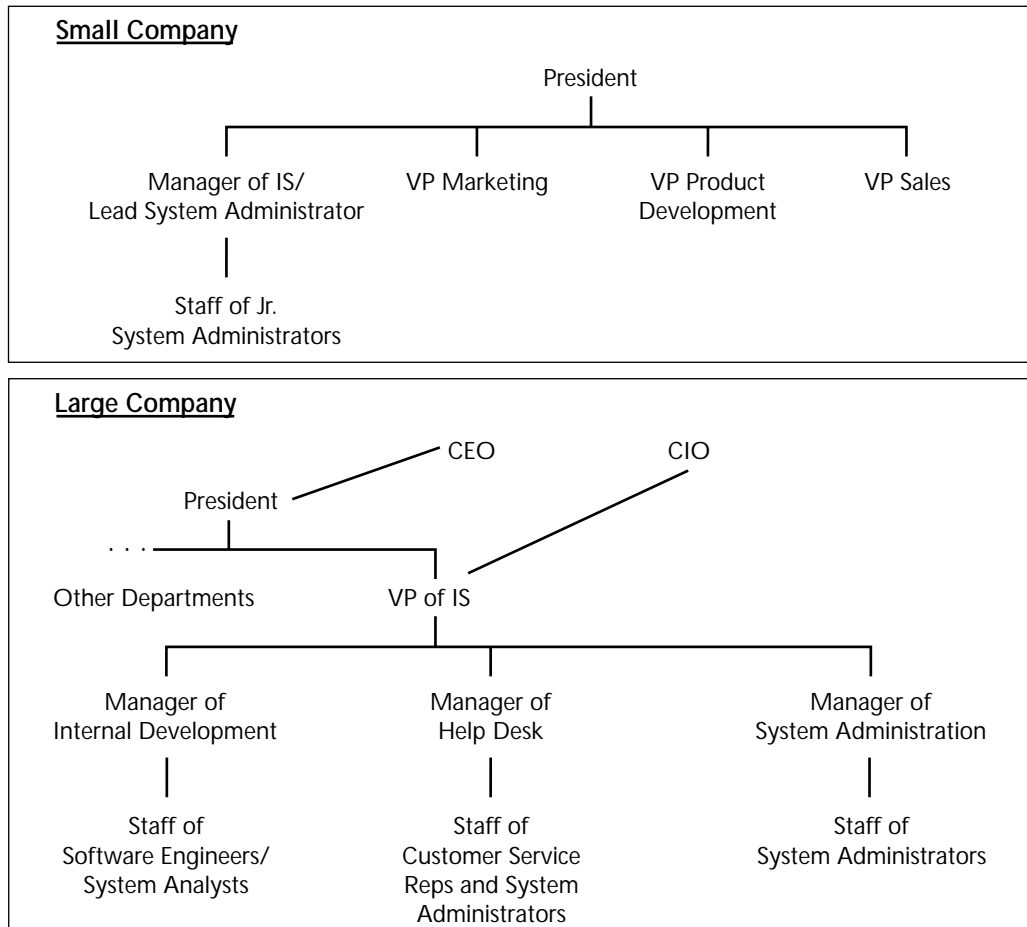 Small Company
President
Manager of IS/
Lead System Administrator
VP Marketing
VP Product
Development
VP Sales
Staff of Jr.
System Administrators
Large Company
CEO
CIO
President
. . .
Other Departments
VP of IS
Manager of
Internal Development
Manager of
Help Desk
Manager of
System Administration
Staff of
Software Engineers/
System Analysts
Staff of
Customer Service
Reps and System
Administrators
Staff of
System Administrators